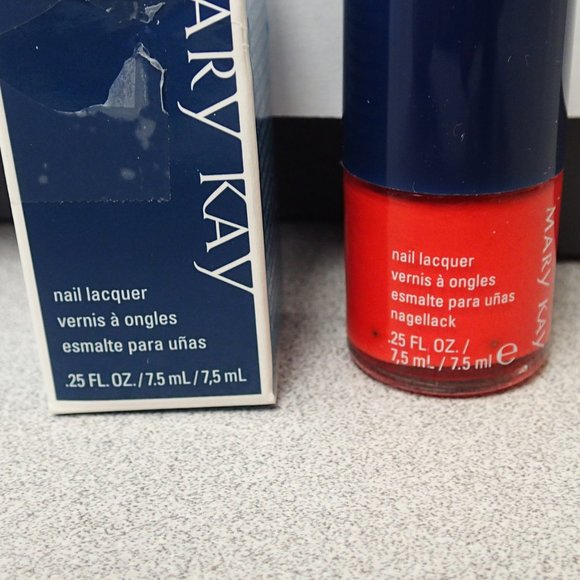 MARY KAY
nail lacquer
vernis à ongles
esmalte para uñas
.25 FL. OZ. / 7.5 mL / 7,5 mL
MARY KAY
nail lacquer
vernis à ongles
esmalte para uñas
nagellack
.25 FL. OZ. /
7,5 mL / 7.5 ml e